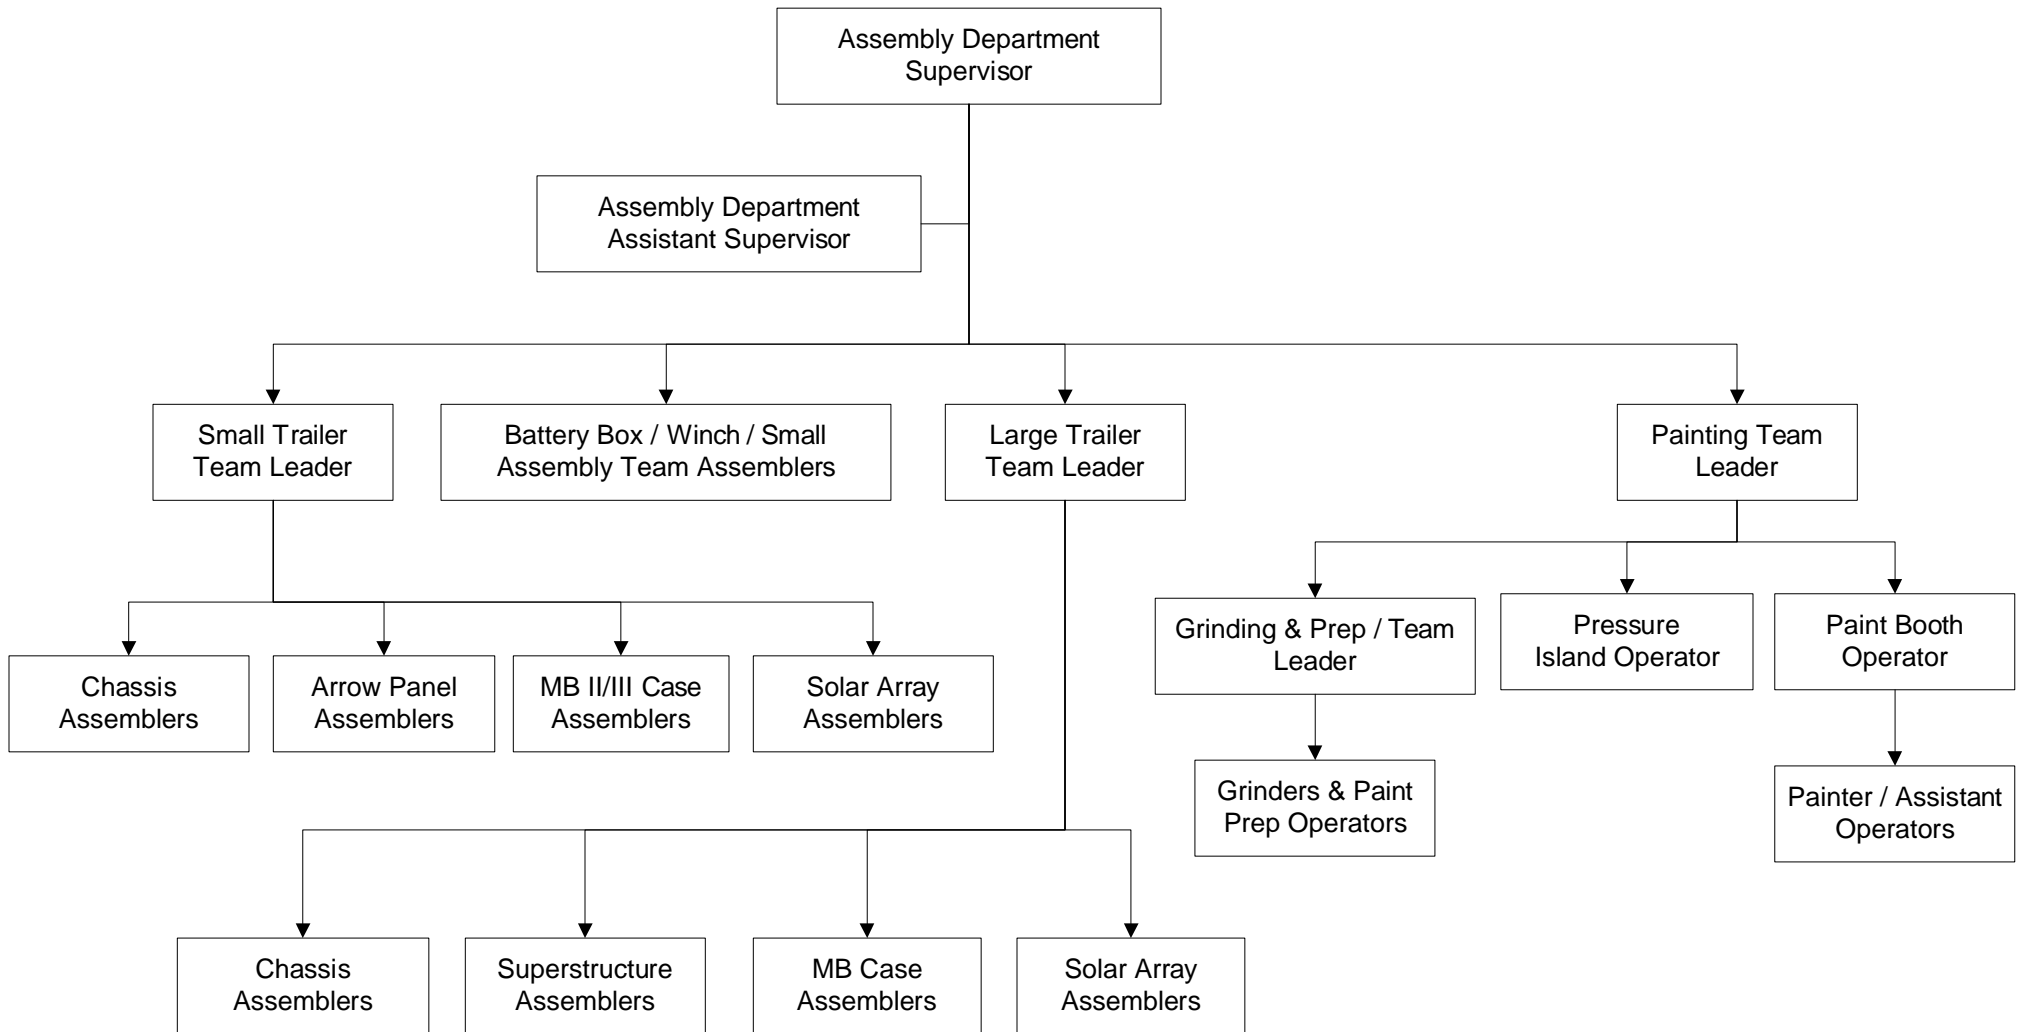 Assembly Department
Supervisor
Assembly Department
Assistant Supervisor
Small Trailer
Team Leader
Battery Box / Winch / Small
Assembly Team Assemblers
Large Trailer
Team Leader
Painting Team
Leader
Grinding & Prep / Team
Leader
Pressure
Island Operator
Paint Booth
Operator
Chassis
Assemblers
Arrow Panel
Assemblers
MB II/III Case
Assemblers
Solar Array
Assemblers
Grinders & Paint
Prep Operators
Painter / Assistant
Operators
Chassis
Assemblers
Superstructure
Assemblers
MB Case
Assemblers
Solar Array
Assemblers